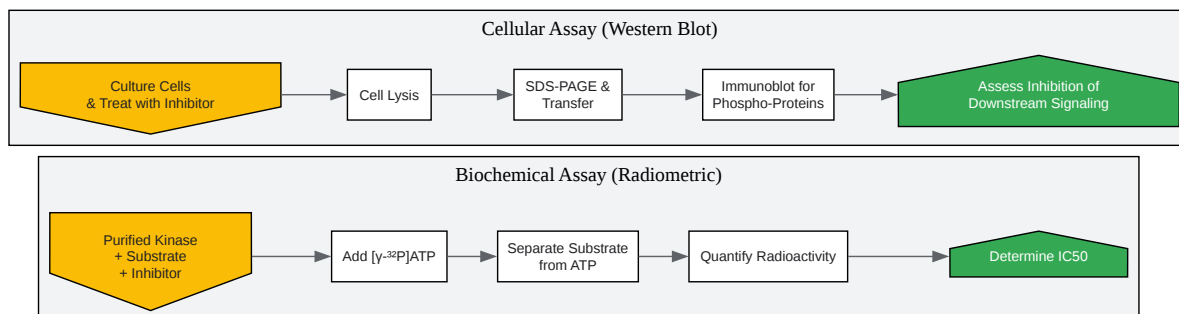 Cellular Assay (Western Blot)
Culture Cells
& Treat with Inhibitor
Cell Lysis
SDS-PAGE &
Transfer
Immunoblot for
Phospho-Proteins
Assess Inhibition of
Downstream Signaling
Biochemical Assay (Radiometric)
Purified Kinase
+ Substrate
+ Inhibitor
Add [γ-³²P]ATP
Separate Substrate
from ATP
Quantify Radioactivity
Determine IC50